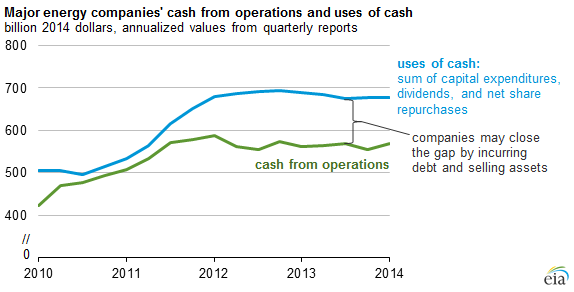 Major energy companies' cash from operations and uses of cash
billion 2014 dollars, annualized values from quarterly reports
800
700
600
500
400
//
0
2010
2011
2012
2013
2014
uses of cash:
sum of capital expenditures,
dividends, and net share
repurchases
companies may close
the gap by incurring
debt and selling assets
cash from operations
eia